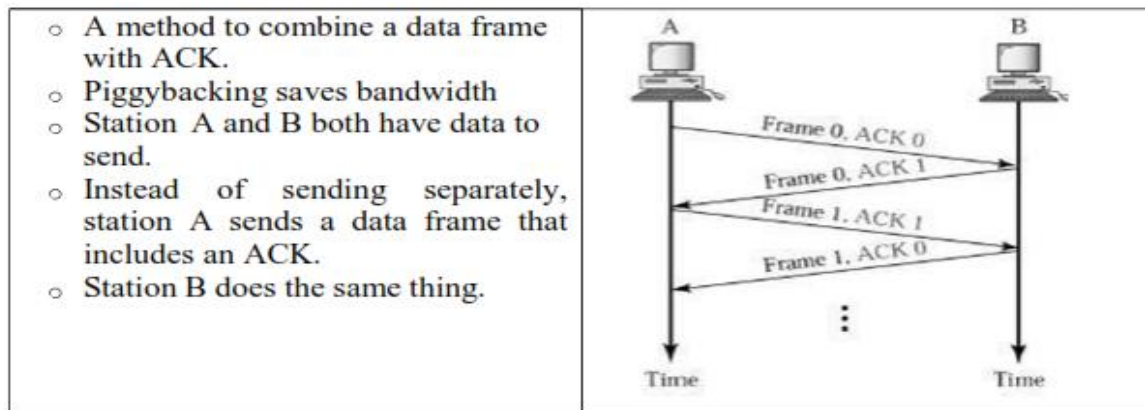 ○ A method to combine a data frame
with ACK.
○ Piggybacking saves bandwidth
○ Station A and B both have data to
send.
○ Instead of sending separately,
station A sends a data frame that
includes an ACK.
○ Station B does the same thing.
A
B
Frame 0, ACK 0
Frame 0, ACK 1
Frame 1, ACK 1
Frame 1, ACK 0
Time
Time